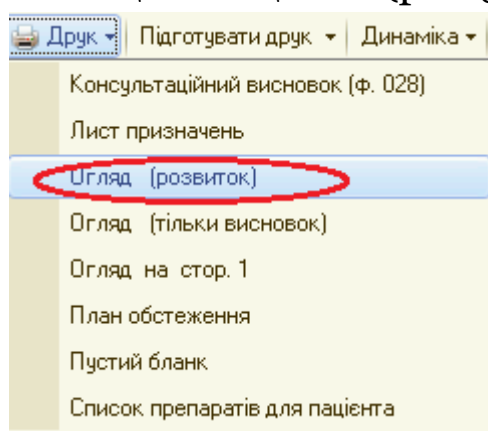 Друк Підготувати друк Динаміка
Консультаційний висновок (ф. 028)
Лист призначень
Огляд (розвиток)
Огляд (тільки висновок)
Огляд на стор. 1
План обстеження
Пустий бланк
Список препаратів для пацієнта